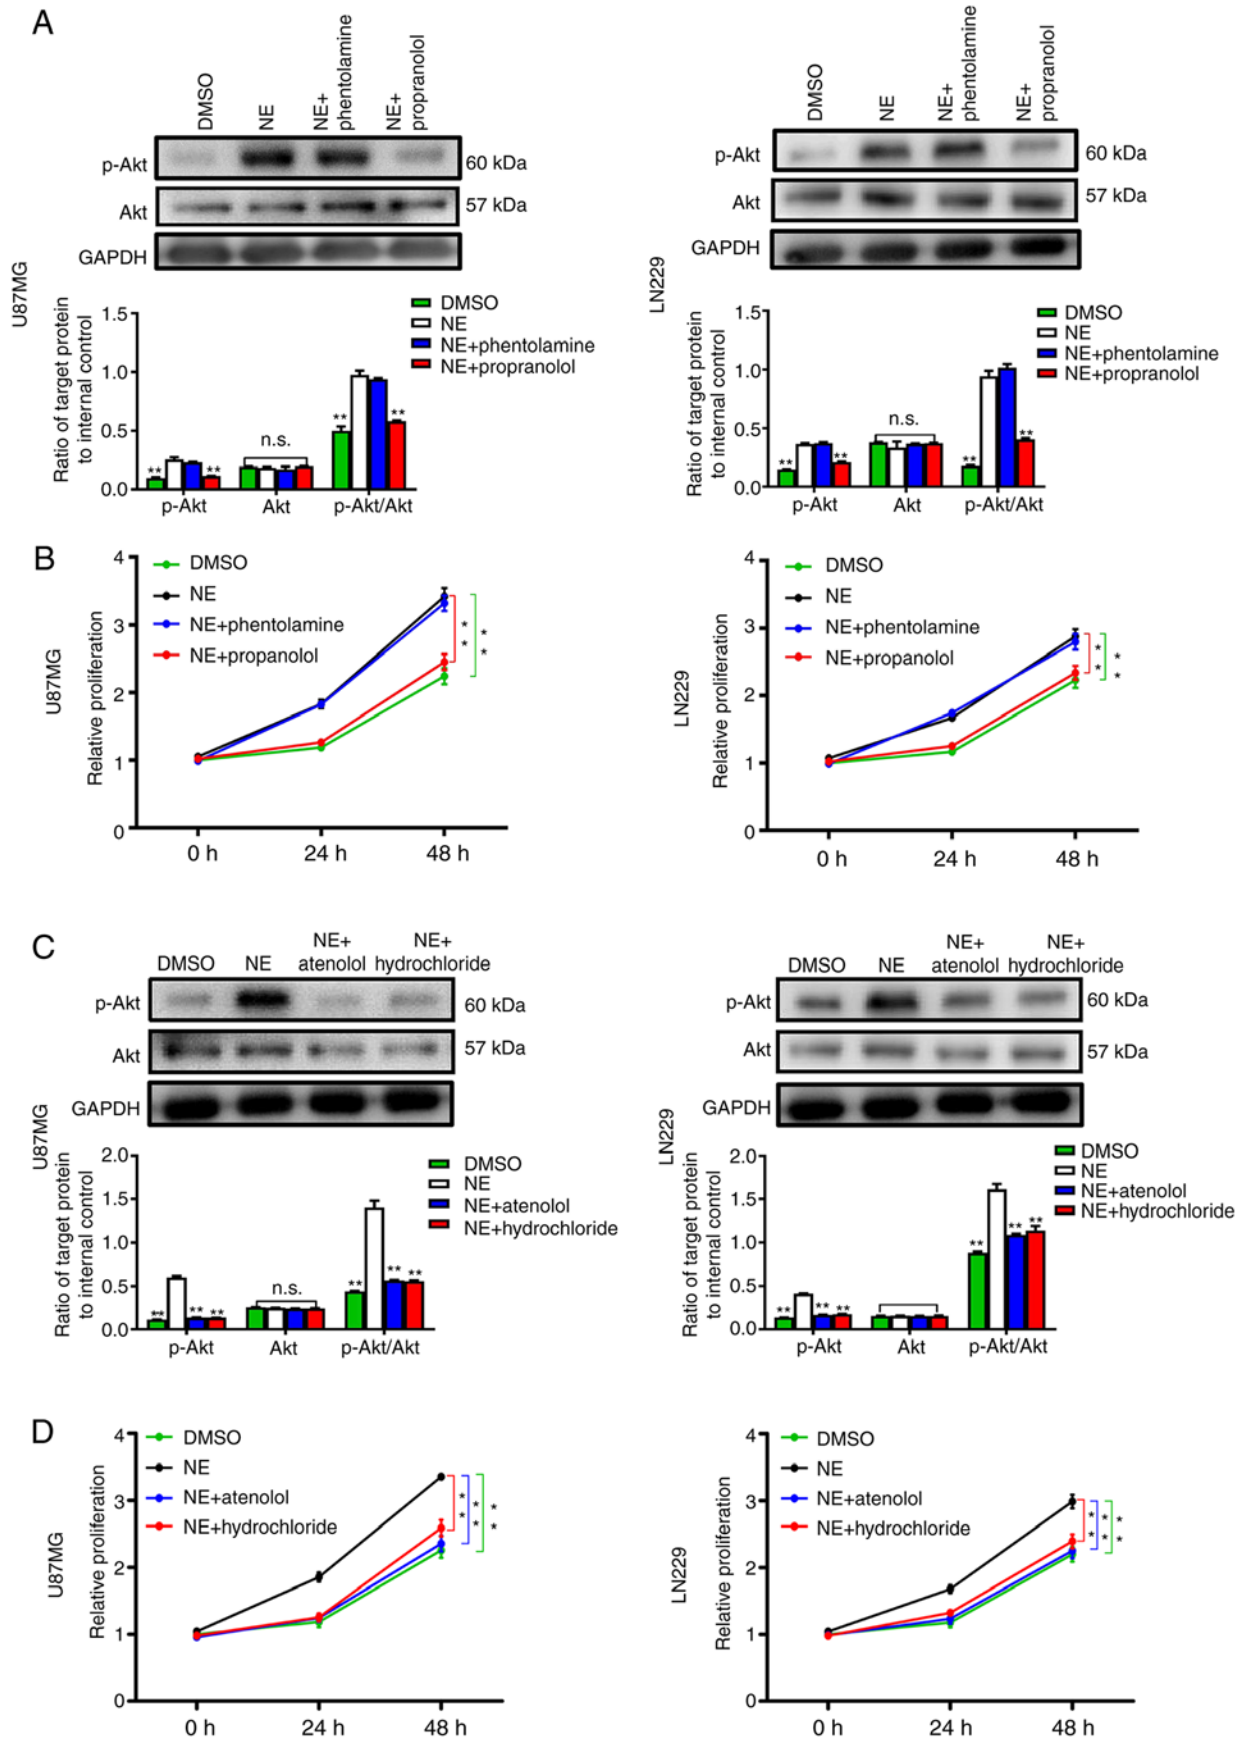 A
DMSO
NE
NE+
phentolamine
NE+
propranolol
p-Akt
60 kDa
Akt
57 kDa
GAPDH
U87MG
Ratio of target protein
to internal control
1.5
1.0
0.5
0.0
DMSO
NE
NE+phentolamine
NE+propranolol
**
**
n.s.
**
**
p-Akt
Akt
p-Akt/Akt
DMSO
NE
NE+
phentolamine
NE+
propranolol
p-Akt
60 kDa
Akt
57 kDa
GAPDH
LN229
Ratio of target protein
to internal control
1.5
1.0
0.5
0.0
DMSO
NE
NE+phentolamine
NE+propranolol
**
**
n.s.
**
**
p-Akt
Akt
p-Akt/Akt
B
U87MG
Relative proliferation
4
3
2
1
0
DMSO
NE
NE+phentolamine
NE+propanolol
**
**
0 h
24 h
48 h
LN229
Relative proliferation
4
3
2
1
0
DMSO
NE
NE+phentolamine
NE+propanolol
**
**
0 h
24 h
48 h
C
DMSO
NE
NE+
atenolol
NE+
hydrochloride
p-Akt
60 kDa
Akt
57 kDa
GAPDH
U87MG
Ratio of target protein
to internal control
2.0
1.5
1.0
0.5
0.0
DMSO
NE
NE+atenolol
NE+hydrochloride
**
**
**
n.s.
**
**
**
p-Akt
Akt
p-Akt/Akt
DMSO
NE
NE+
atenolol
NE+
hydrochloride
p-Akt
60 kDa
Akt
57 kDa
GAPDH
LN229
Ratio of target protein
to internal control
2.0
1.5
1.0
0.5
0.0
DMSO
NE
NE+atenolol
NE+hydrochloride
**
**
**
**
**
**
p-Akt
Akt
p-Akt/Akt
D
U87MG
Relative proliferation
4
3
2
1
0
DMSO
NE
NE+atenolol
NE+hydrochloride
**
**
**
0 h
24 h
48 h
LN229
Relative proliferation
4
3
2
1
0
DMSO
NE
NE+atenolol
NE+hydrochloride
**
**
**
0 h
24 h
48 h